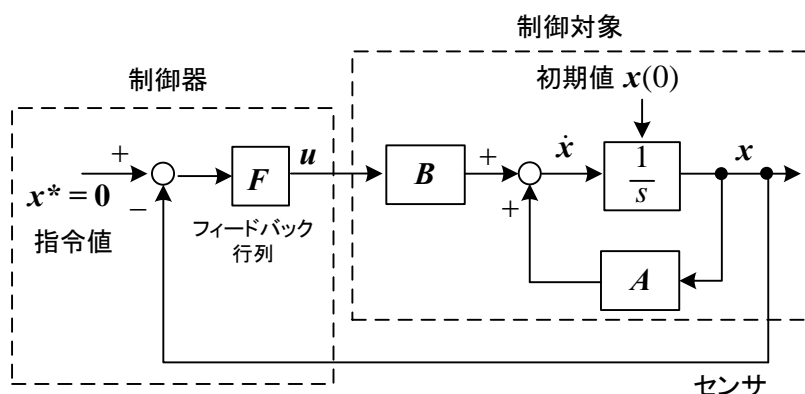 制御対象
制御器
初期値 x(0)
+
x* = 0
−
指令値
F
フィードバック
行列
u
B
+
+
ẋ
1
s
x
A
センサ